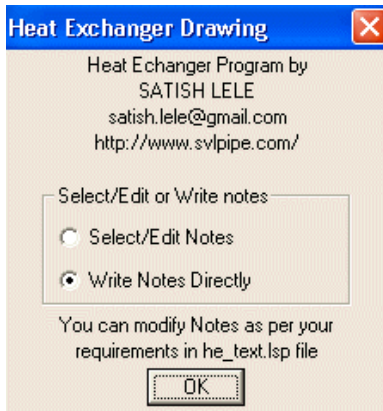 Heat Exchanger Drawing
Heat Echanger Program by
SATISH LELE
satish.lele@gmail.com
http://www.svlpipe.com/
Select/Edit or Write notes
Select/Edit Notes
Write Notes Directly
You can modify Notes as per your
requirements in he_text.lsp file
OK